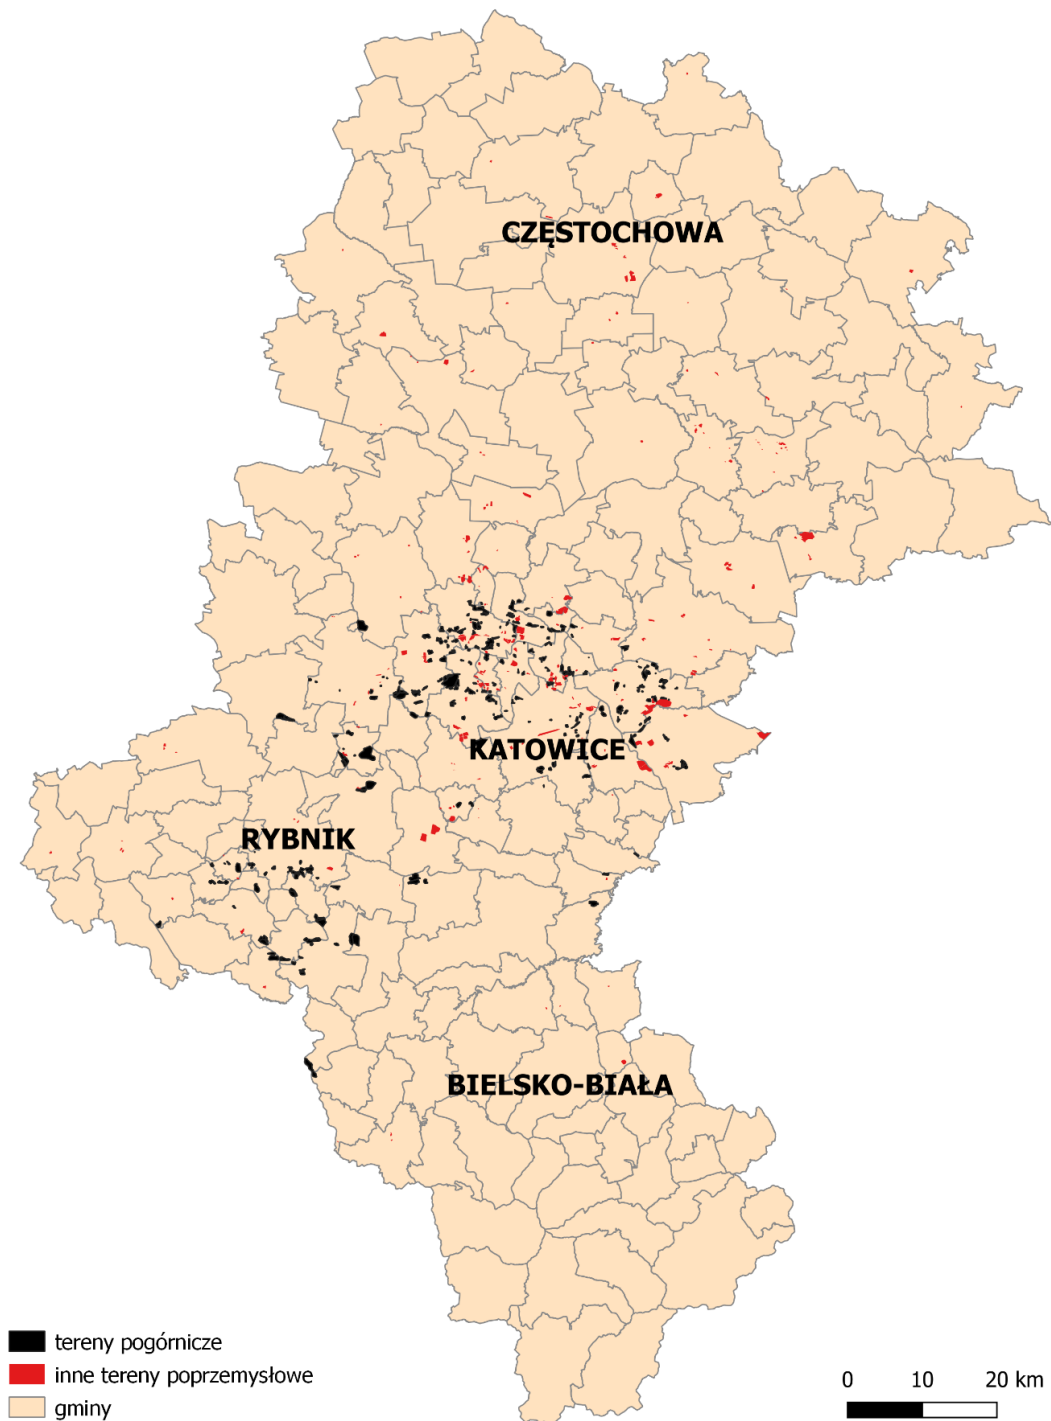 CZĘSTOCHOWA
KATOWICE
RYBNIK
BIELSKO-BIAŁA
tereny pogórnicze
inne tereny poprzemysłowe
gminy
0 10 20 km